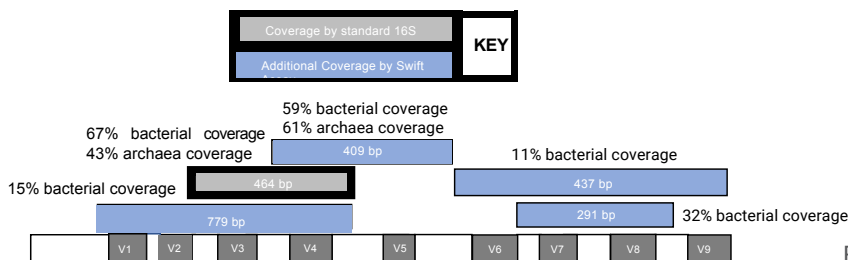 Coverage by standard 16S
KEY
Additional Coverage by Swift
59% bacterial coverage
61% archaea coverage
67% bacterial coverage
43% archaea coverage
409 bp
11% bacterial coverage
15% bacterial coverage
464 bp
437 bp
779 bp
291 bp
32% bacterial coverage
V1 V2 V3 V4 V5 V6 V7 V8 V9